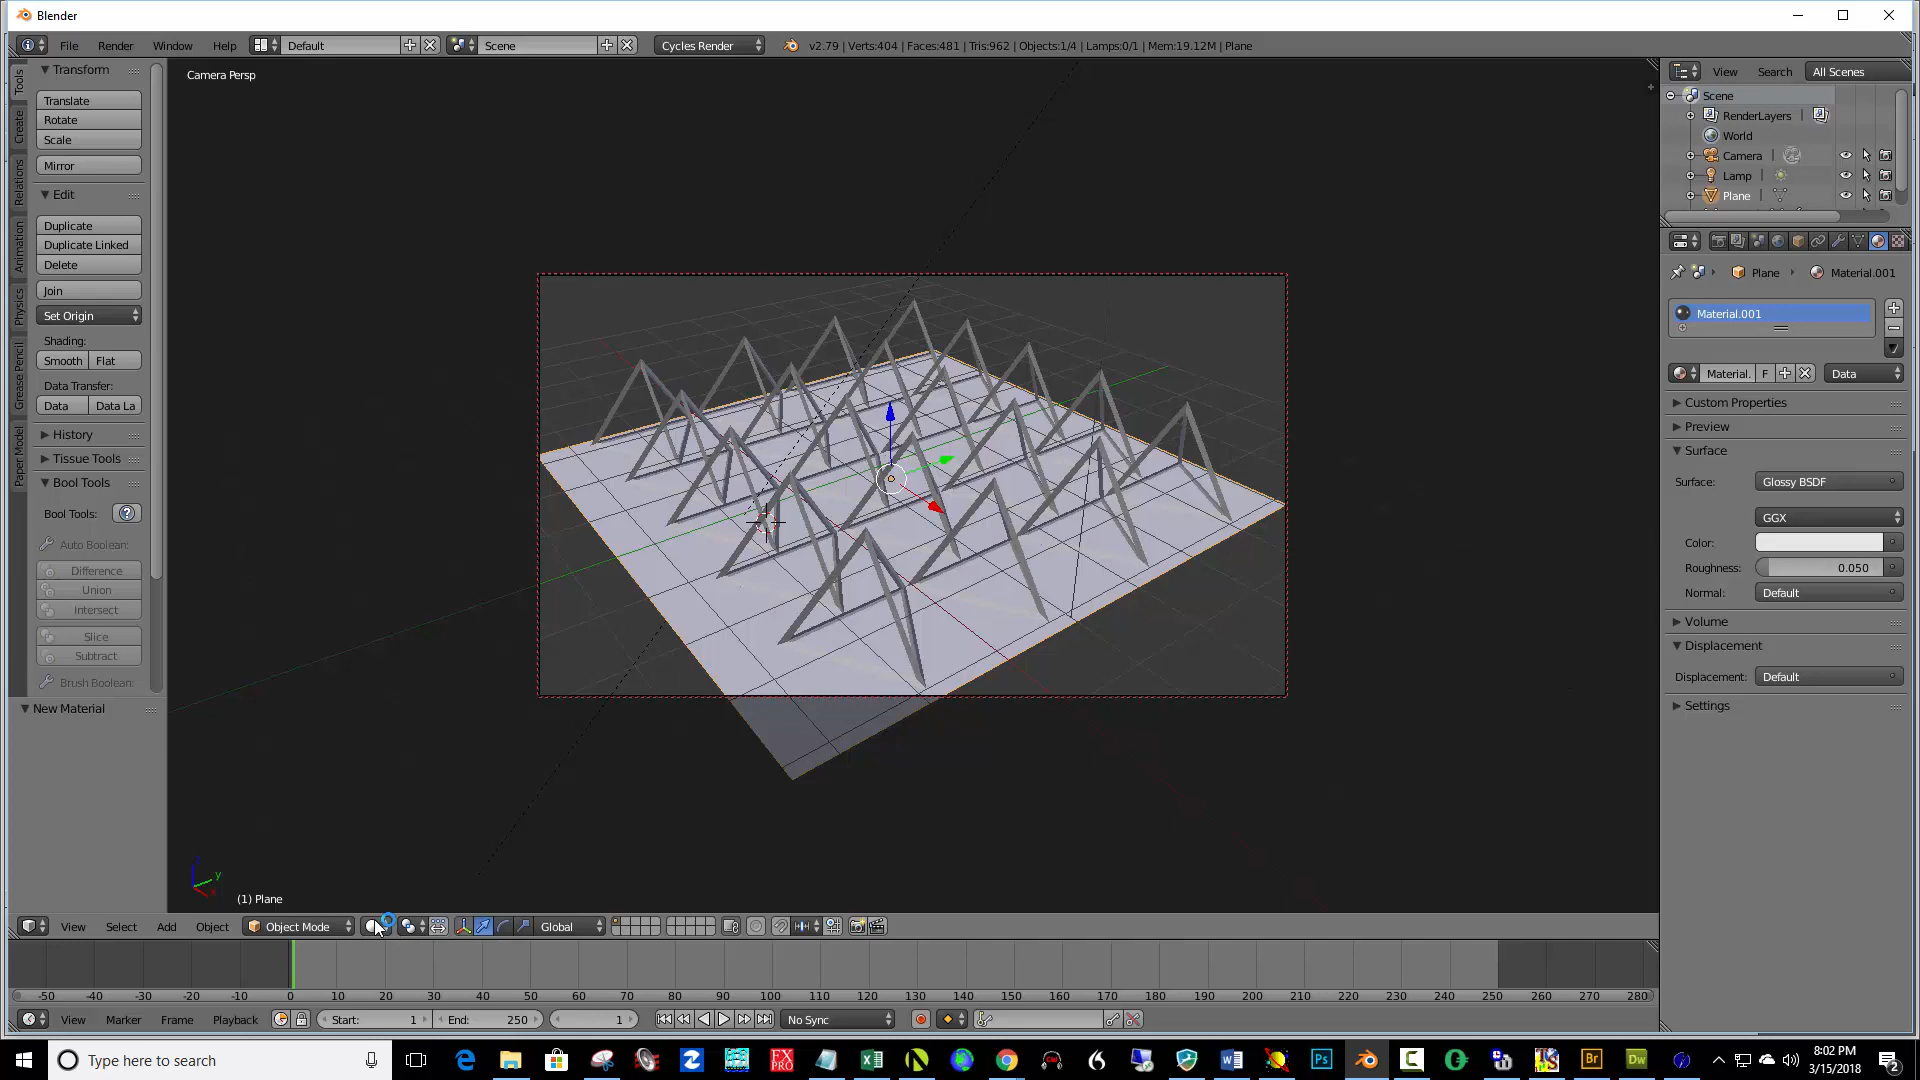 Blender
File Render Window Help Default Scene Cycles Render v2.79 | Verts:404 | Faces:481 | Tris:962 | Objects:1/4 | Lamps:0/1 | Mem:19.12M | Plane
Tools
Create
Relations
Animation
Physics
Grease Pencil
Paper Model
Transform
Translate
Rotate
Scale
Mirror
Edit
Duplicate
Duplicate Linked
Delete
Join
Set Origin
Shading:
Smooth Flat
Data Transfer:
Data Data La
History
Tissue Tools
Bool Tools
Bool Tools: ?
Auto Boolean:
Difference
Union
Intersect
Slice
Subtract
Brush Boolean:
New Material
Camera Persp
y
(1) Plane
View Select Add Object Object Mode Global
-50 -40 -30 -20 -10 0 10 20 30 40 50 60 70 80 90 100 110 120 130 140 150 160 170 180 190 200 210 220 230 240 250 260 270 280
View Marker Frame Playback Start: 1 End: 250 1 No Sync
View Search All Scenes
Scene
RenderLayers
World
Camera
Lamp
Plane
Plane Material.001
Material.001
Material. F Data
Custom Properties
Preview
Surface
Surface: Glossy BSDF
GGX
Color:
Roughness: 0.050
Normal: Default
Volume
Displacement
Displacement: Default
Settings
Type here to search
FX
PRO
Ps
Br
Dw
8:02 PM
3/15/2018
2